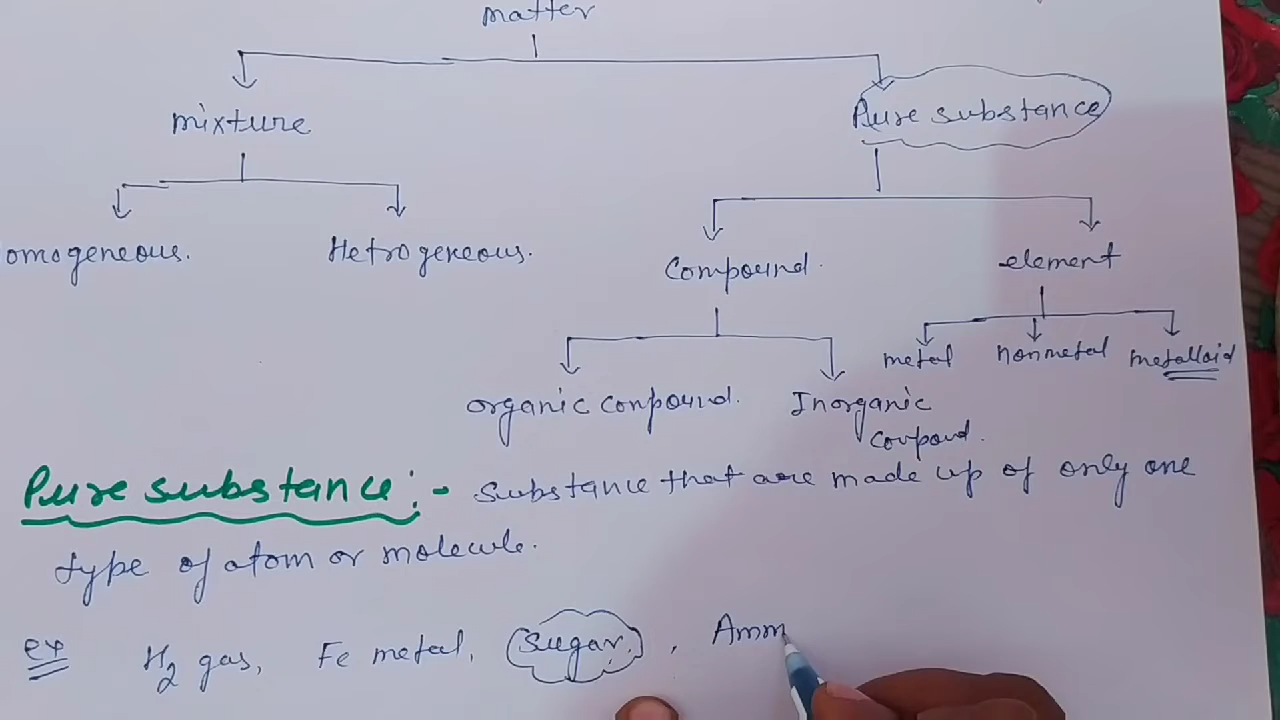 matter
mixture
Pure substance
omogeneous.
Hetrogeneous.
Compound.
element
metal
nonmetal
metalloid
organic conpound.
Inorganic
coupound.
Pure substance :- substance that are made up of only one
type of atom or molecule.
ex H2 gas, Fe metal, Sugar. , Amm